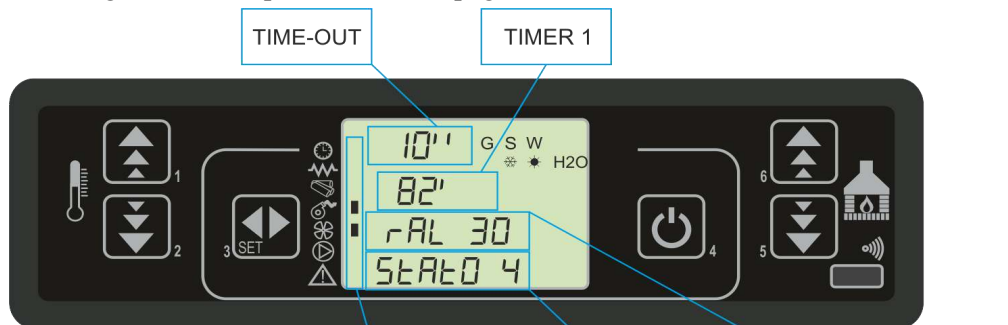 TIME-OUT
TIMER 1
10''
G S W
H2O
82'
rAL 30
StAtO 4
1
2
3
SET
4
5
6